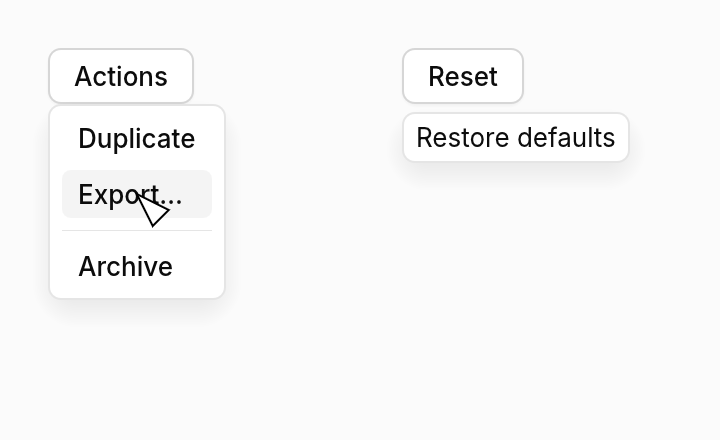 Actions
Duplicate
Export...
Archive
Reset
Restore defaults